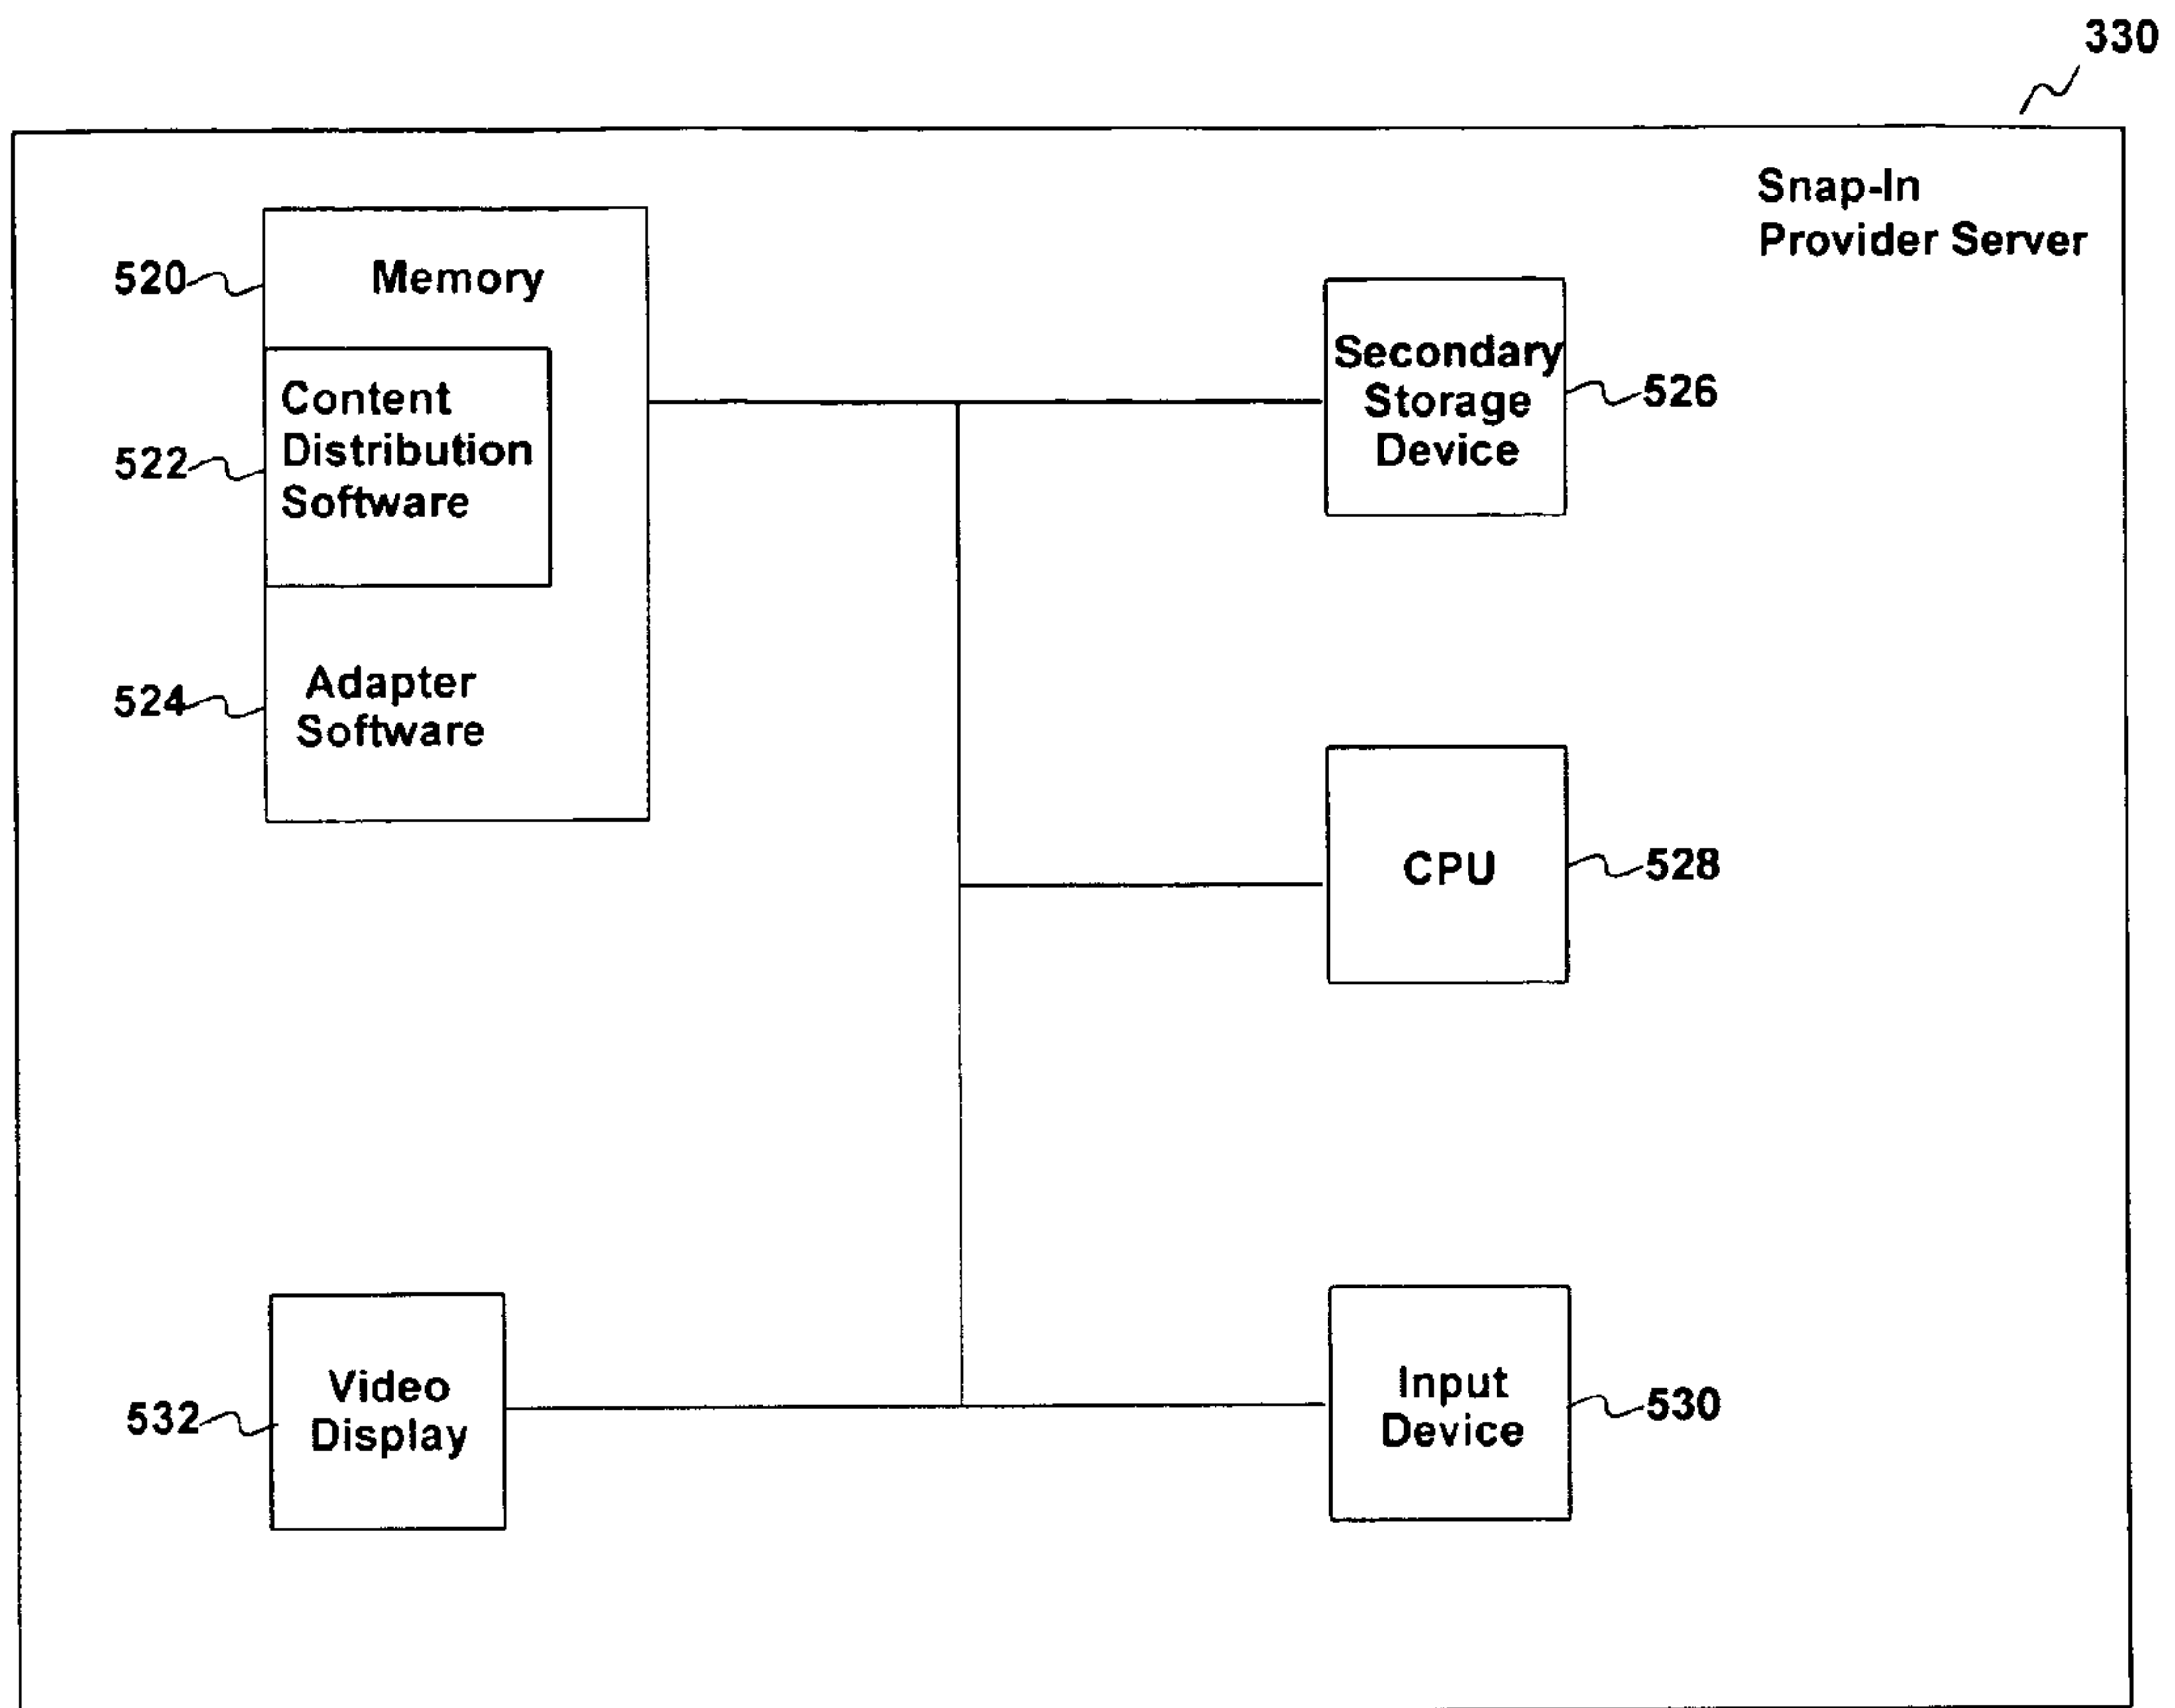 330
Snap-In
Provider Server
520
Memory
Content
Distribution
Software
522
524
Adapter
Software
Secondary
Storage
Device
526
CPU
528
532
Video
Display
Input
Device
530